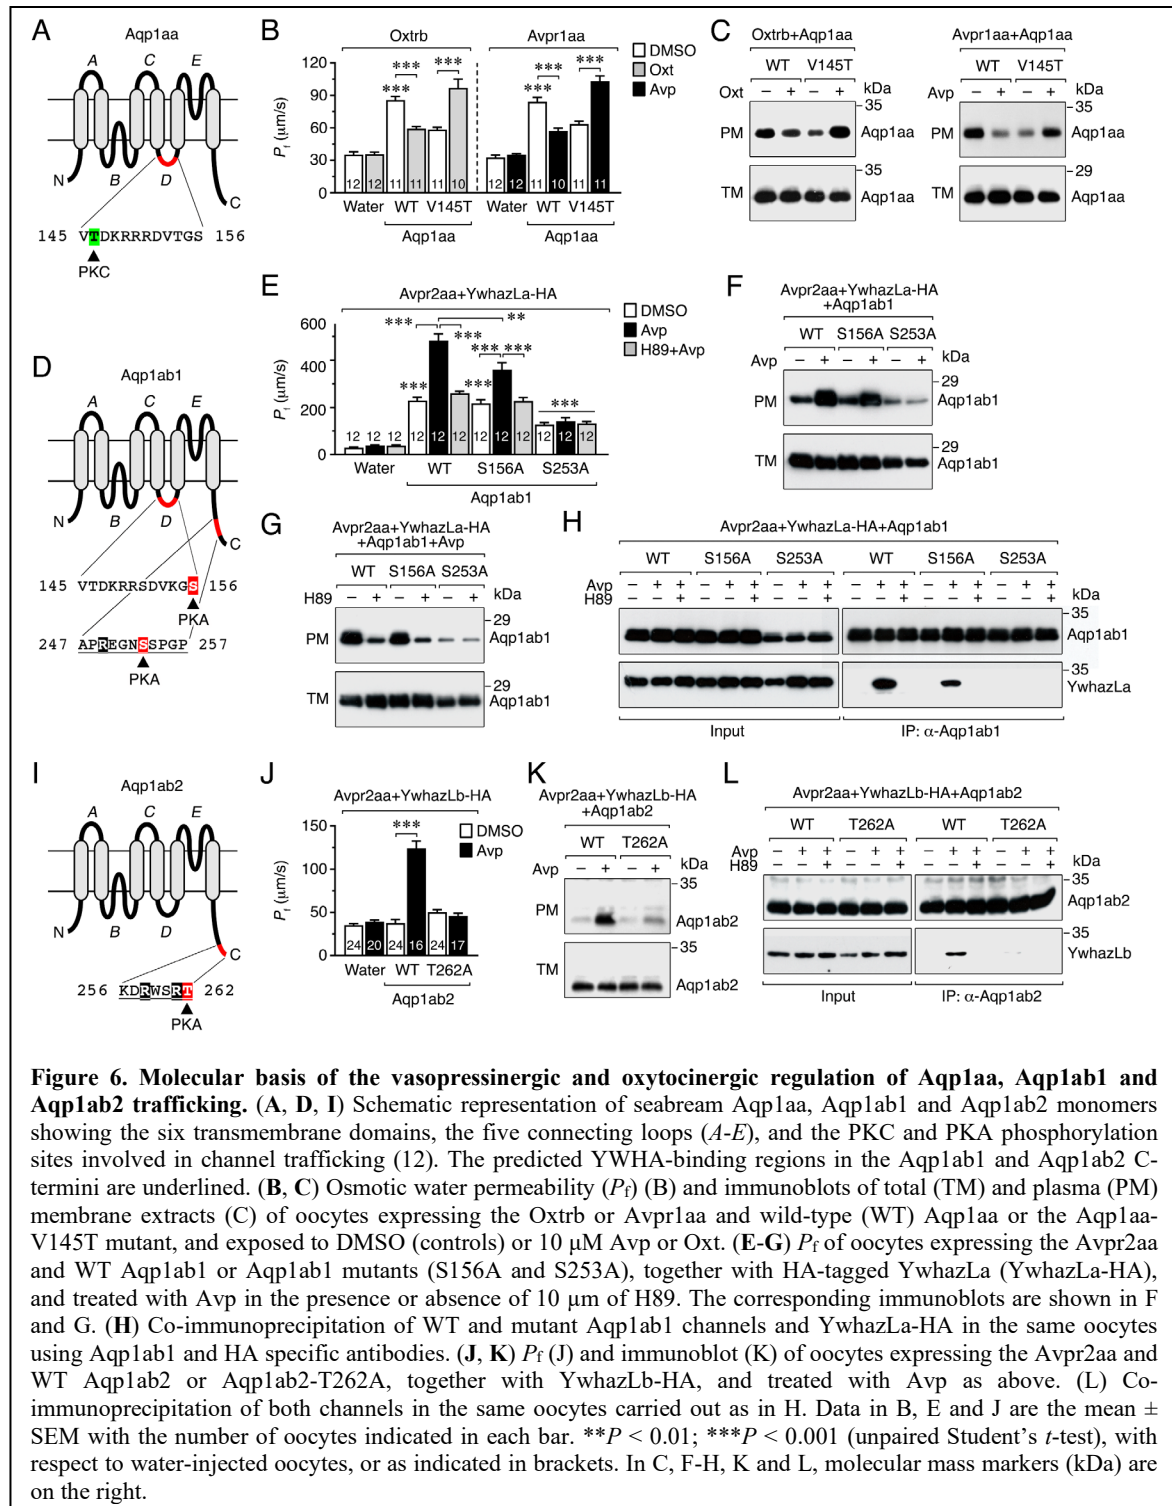 A
Aqp1aa
A C E
N B D C
145 VTDKRRRDVTGS 156
PKC
B
Oxtrb Avpr1aa
DMSO
Oxt
Avp
*** *** *** ***
*** ***
Pf (μm/s)
120
90
60
30
0
12 12 11 11 11 10 12 12 11 10 11 11
Water WT V145T Water WT V145T
Aqp1aa Aqp1aa
C
Oxtrb+Aqp1aa Avpr1aa+Aqp1aa
WT V145T WT V145T
Oxt – + – + kDa Avp – + – + kDa
35 35
PM Aqp1aa PM Aqp1aa
35 29
TM Aqp1aa TM Aqp1aa
D
Aqp1ab1
A C E
N B D C
145 VTDKRRSDVKGS 156
PKA
247 APREGNSSPGP 257
PKA
E
Avpr2aa+YwhazLa-HA
DMSO
Avp
H89+Avp
*** ** *** *** ***
*** *** ***
Pf (μm/s)
600
400
200
0
12 12 12 12 12 12 12 12 12 12 12 12
Water WT S156A S253A
Aqp1ab1
F
Avpr2aa+YwhazLa-HA
+Aqp1ab1
WT S156A S253A
Avp – + – + – + kDa
29
PM Aqp1ab1
29
TM Aqp1ab1
G
Avpr2aa+YwhazLa-HA
+Aqp1ab1+Avp
WT S156A S253A
H89 – + – + – + kDa
29
PM Aqp1ab1
29
TM Aqp1ab1
H
Avpr2aa+YwhazLa-HA+Aqp1ab1
WT S156A S253A WT S156A S253A
Avp – + + – + + – + + – + + – + + – + +
H89 + + + + + + kDa
35
Aqp1ab1
35
YwhazLa
Input IP: α-Aqp1ab1
I
Aqp1ab2
A C E
N B D C
256 KDRWSRT 262
PKA
J
Avpr2aa+YwhazLb-HA
DMSO
Avp
***
Pf (μm/s)
150
100
50
0
24 20 24 16 24 17
Water WT T262A
Aqp1ab2
K
Avpr2aa+YwhazLb-HA
+Aqp1ab2
WT T262A
Avp – + – + kDa
35
PM Aqp1ab2
35
TM Aqp1ab2
L
Avpr2aa+YwhazLb-HA+Aqp1ab2
WT T262A WT T262A
Avp – + + – + + – + + – + +
H89 + + + + kDa
35
Aqp1ab2
35
YwhazLb
Input IP: α-Aqp1ab2
Figure 6. Molecular basis of the vasopressinergic and oxytocinergic regulation of Aqp1aa, Aqp1ab1 and
Aqp1ab2 trafficking. (A, D, I) Schematic representation of seabream Aqp1aa, Aqp1ab1 and Aqp1ab2 monomers
showing the six transmembrane domains, the five connecting loops (A-E), and the PKC and PKA phosphorylation
sites involved in channel trafficking (12). The predicted YWHA-binding regions in the Aqp1ab1 and Aqp1ab2 C-
termini are underlined. (B, C) Osmotic water permeability (Pf) (B) and immunoblots of total (TM) and plasma (PM)
membrane extracts (C) of oocytes expressing the Oxtrb or Avpr1aa and wild-type (WT) Aqp1aa or the Aqp1aa-
V145T mutant, and exposed to DMSO (controls) or 10 μM Avp or Oxt. (E-G) Pf of oocytes expressing the Avpr2aa
and WT Aqp1ab1 or Aqp1ab1 mutants (S156A and S253A), together with HA-tagged YwhazLa (YwhazLa-HA),
and treated with Avp in the presence or absence of 10 μm of H89. The corresponding immunoblots are shown in F
and G. (H) Co-immunoprecipitation of WT and mutant Aqp1ab1 channels and YwhazLa-HA in the same oocytes
using Aqp1ab1 and HA specific antibodies. (J, K) Pf (J) and immunoblot (K) of oocytes expressing the Avpr2aa and
WT Aqp1ab2 or Aqp1ab2-T262A, together with YwhazLb-HA, and treated with Avp as above. (L) Co-
immunoprecipitation of both channels in the same oocytes carried out as in H. Data in B, E and J are the mean ±
SEM with the number of oocytes indicated in each bar. **P < 0.01; ***P < 0.001 (unpaired Student’s t-test), with
respect to water-injected oocytes, or as indicated in brackets. In C, F-H, K and L, molecular mass markers (kDa) are
on the right.